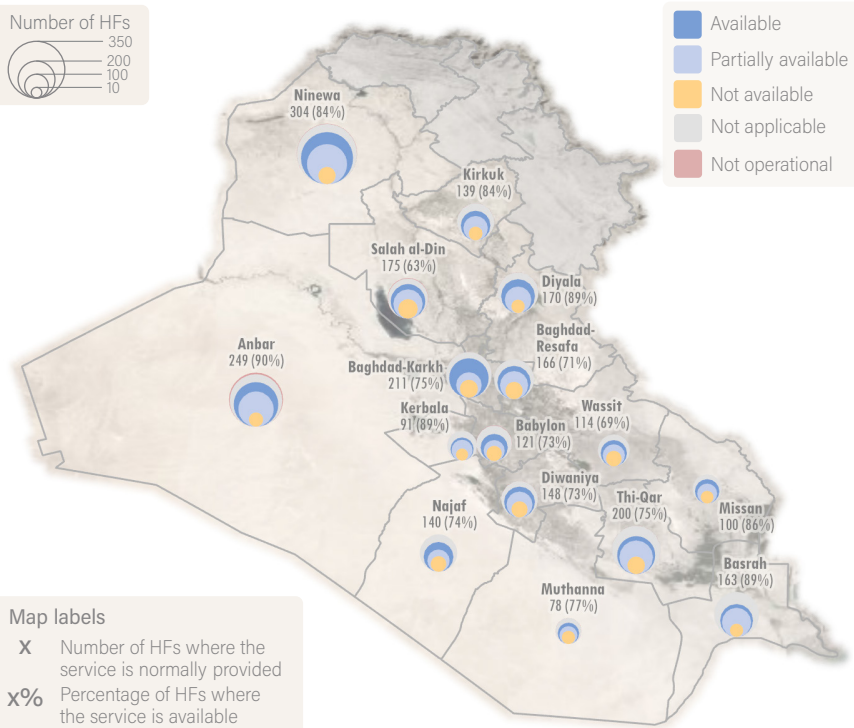 Number of HFs
350
200
100
10
Available
Partially available
Not available
Not applicable
Not operational
Ninewa
304 (84%)
Kirkuk
139 (84%)
Salah al-Din
175 (63%)
Diyala
170 (89%)
Baghdad-
Resafa
166 (71%)
Anbar
249 (90%)
Baghdad-Karkh
211 (75%)
Kerbala
91 (89%)
Babylon
121 (73%)
Wassit
114 (69%)
Diwaniya
148 (73%)
Thi-Qar
200 (75%)
Missan
100 (86%)
Najaf
140 (74%)
Basrah
163 (89%)
Muthanna
78 (77%)
Map labels
X Number of HFs where the
service is normally provided
x% Percentage of HFs where
the service is available